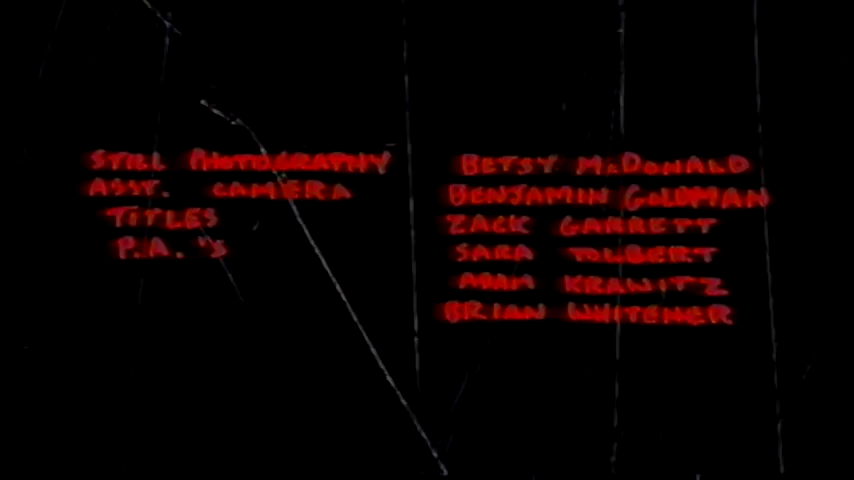 STILL PHOTOGRAPHY BETSY McDONALD
ASST. CAMERA BENJAMIN GOLDMAN
TITLES ZACK GARRETT
P.A.'S SARA TOLBERT
ADAM KRAWITZ
BRIAN WHITENER